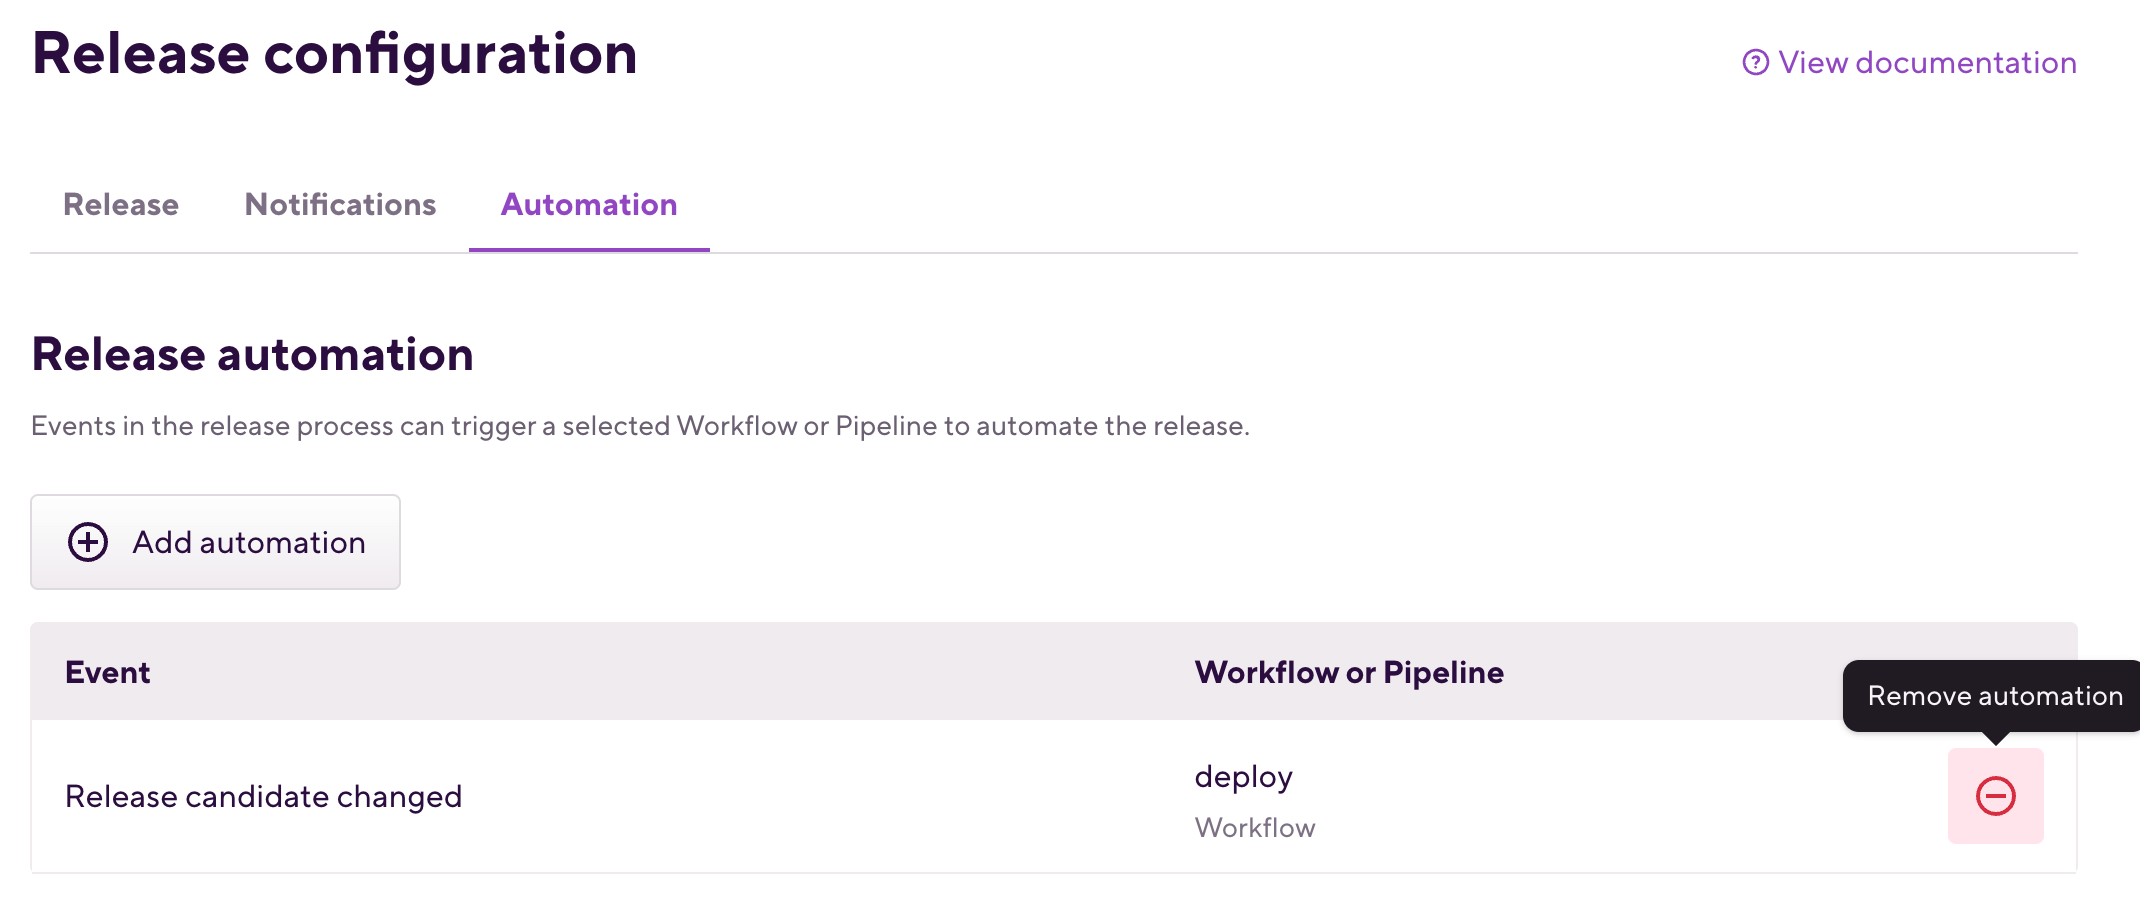 Release configuration
View documentation
Release Notifications Automation
Release automation
Events in the release process can trigger a selected Workflow or Pipeline to automate the release.
Add automation
Event Workflow or Pipeline
Remove automation
Release candidate changed
deploy
Workflow